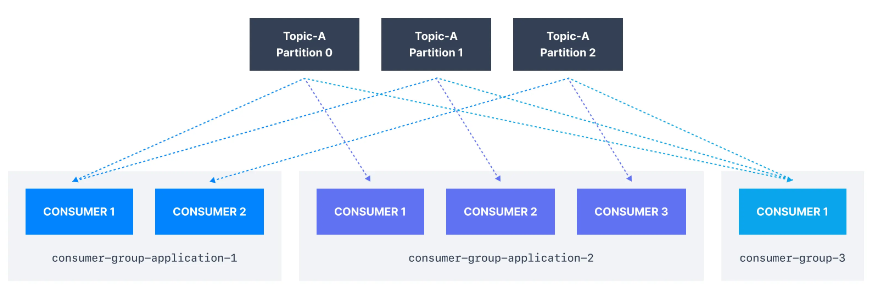 Topic-A
Partition 0
Topic-A
Partition 1
Topic-A
Partition 2
CONSUMER 1
CONSUMER 2
CONSUMER 1
CONSUMER 2
CONSUMER 3
CONSUMER 1
consumer-group-application-1
consumer-group-application-2
consumer-group-3